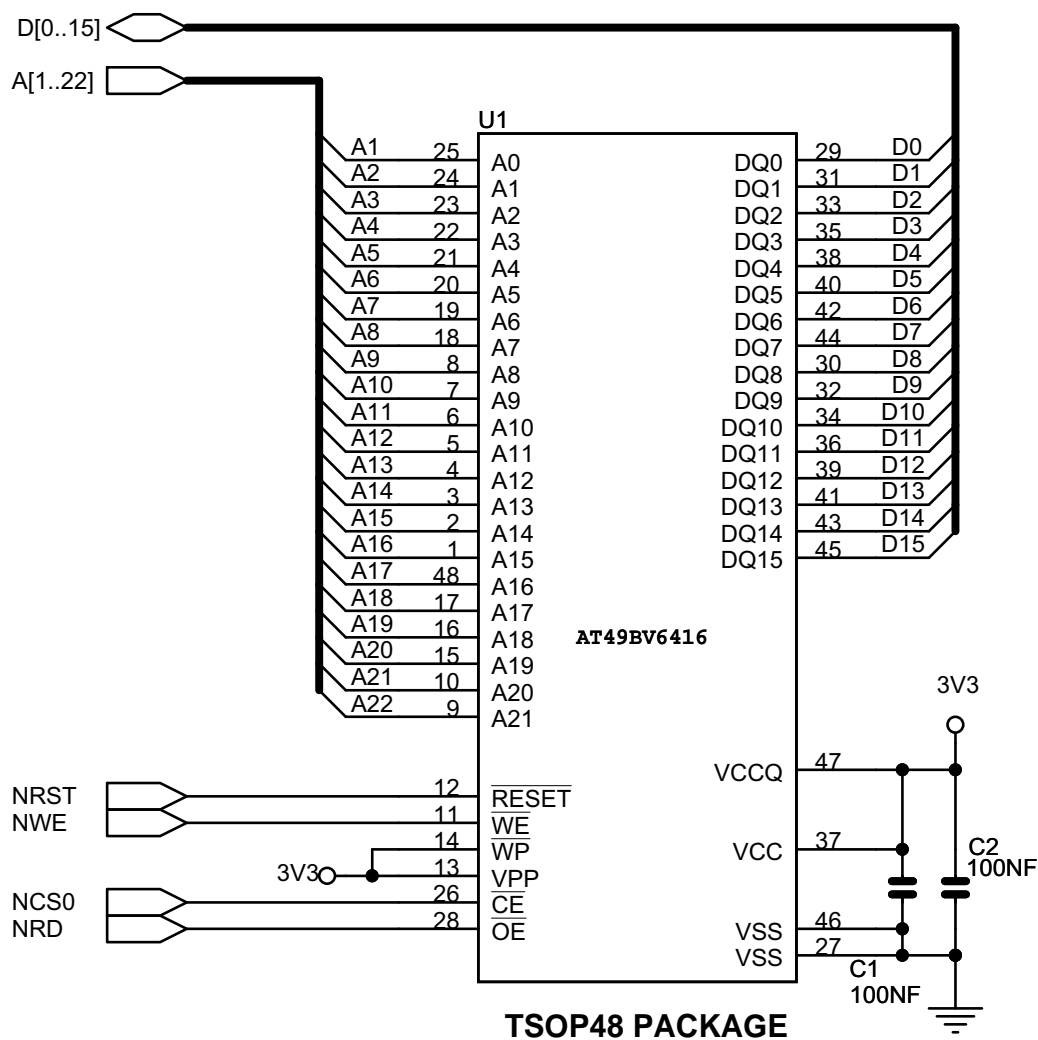 D[0..15]
A[1..22]
U1
A1 25 A0 DQ0 29 D0
A2 24 A1 DQ1 31 D1
A3 23 A2 DQ2 33 D2
A4 22 A3 DQ3 35 D3
A5 21 A4 DQ4 38 D4
A6 20 A5 DQ5 40 D5
A7 19 A6 DQ6 42 D6
A8 18 A7 DQ7 44 D7
A9 8 A8 DQ8 30 D8
A10 7 A9 DQ9 32 D9
A11 6 A10 DQ10 34 D10
A12 5 A11 DQ11 36 D11
A13 4 A12 DQ12 39 D12
A14 3 A13 DQ13 41 D13
A15 2 A14 DQ14 43 D14
A16 1 A15 DQ15 45 D15
A17 48 A16
A18 17 A17
A19 16 A18 AT49BV6416
A20 15 A19
A21 10 A20
A22 9 A21
3V3
VCCQ 47
NRST 12 RESET
NWE 11 WE
14 WP VCC 37
C2
100NF
3V3 13 VPP
NCS0 26 CE
NRD 28 OE VSS 46
VSS 27
C1
100NF
TSOP48 PACKAGE